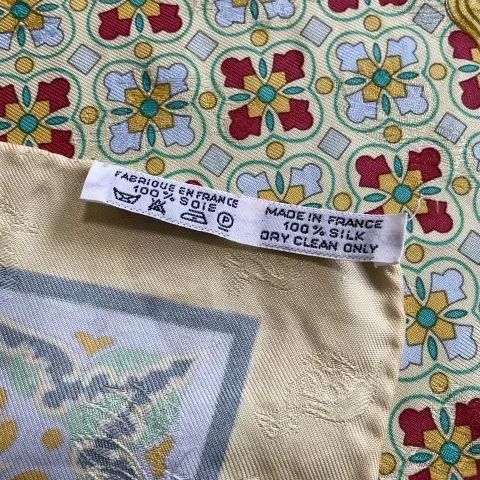 FABRIQUE EN FRANCE
100% SOIE
MADE IN FRANCE
100% SILK
DRY CLEAN ONLY